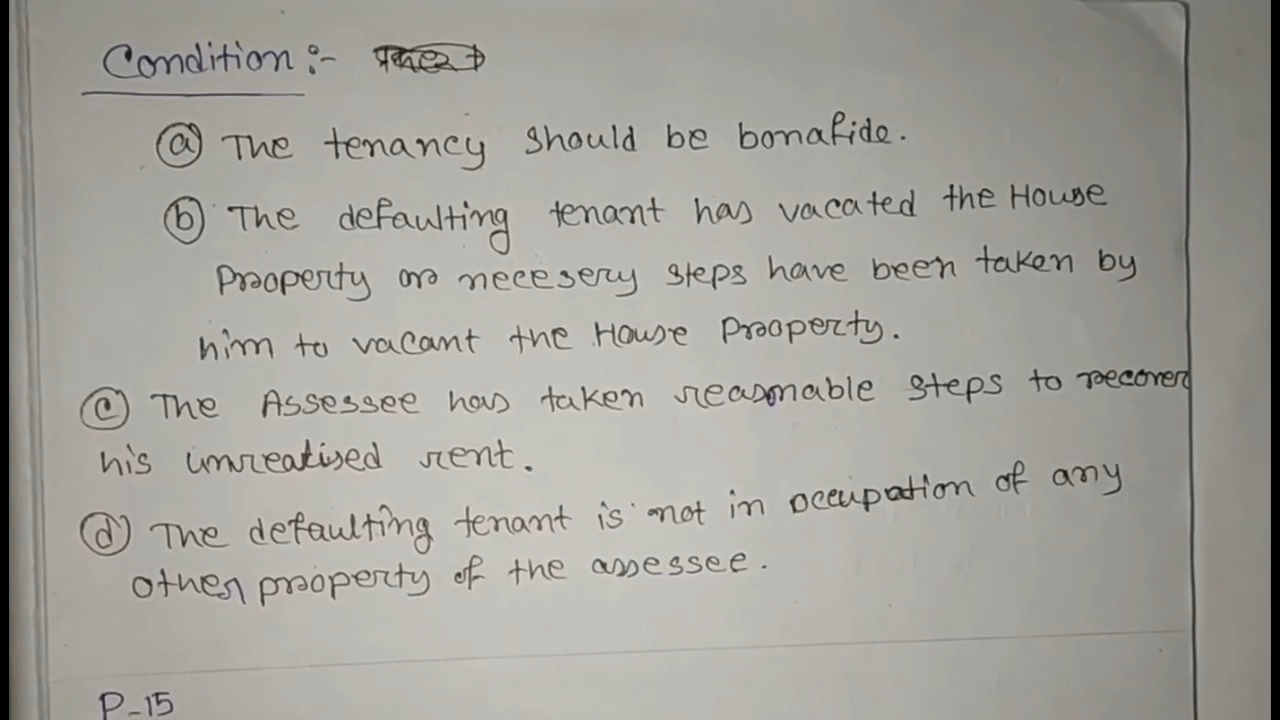 Condition :-
(a) The tenancy should be bonafide.
(b) The defaulting tenant has vacated the House
Property or necesery steps have been taken by
him to vacant the House Property.
(c) The Assessee has taken reasonable steps to recover
his unrealised rent.
(d) The defaulting tenant is not in occupation of any
other property of the assessee.
P-15